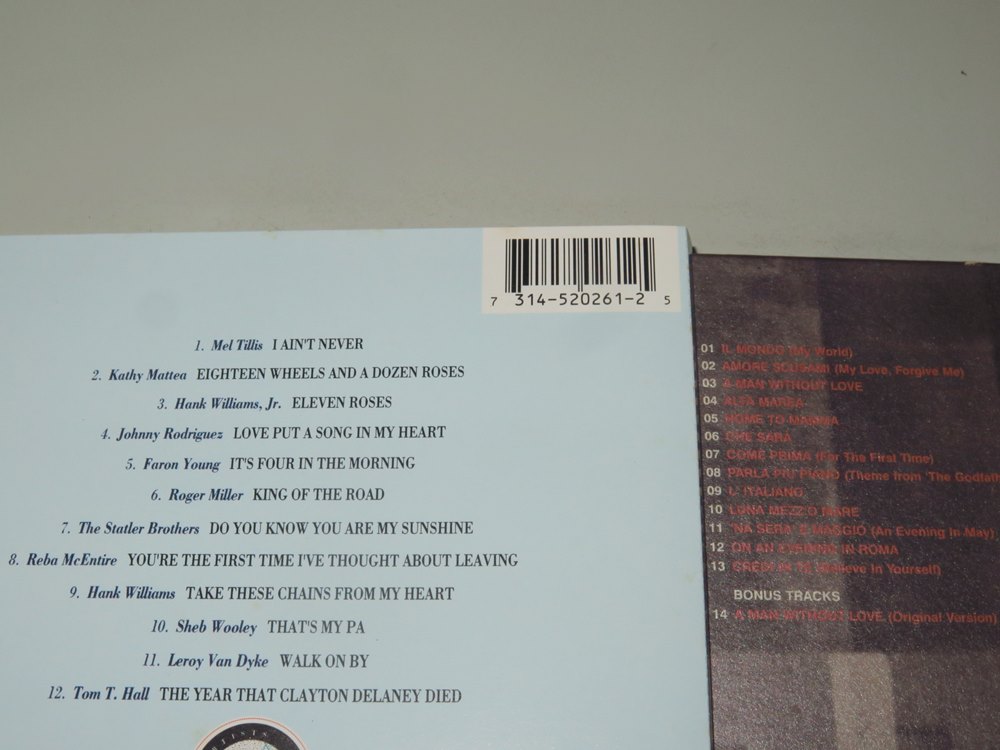 7 314-520261-2 5
1. Mel Tillis I AIN'T NEVER
2. Kathy Mattea EIGHTEEN WHEELS AND A DOZEN ROSES
3. Hank Williams, Jr. ELEVEN ROSES
4. Johnny Rodriguez LOVE PUT A SONG IN MY HEART
5. Faron Young IT'S FOUR IN THE MORNING
6. Roger Miller KING OF THE ROAD
7. The Statler Brothers DO YOU KNOW YOU ARE MY SUNSHINE
8. Reba McEntire YOU'RE THE FIRST TIME I'VE THOUGHT ABOUT LEAVING
9. Hank Williams TAKE THESE CHAINS FROM MY HEART
10. Sheb Wooley THAT'S MY PA
11. Leroy Van Dyke WALK ON BY
12. Tom T. Hall THE YEAR THAT CLAYTON DELANEY DIED
01 IL MONDO (My World)
02 AMORE SCUSAMI (My Love, Forgive Me)
03 A MAN WITHOUT LOVE
04 ALTA MAREA
05 HOME TO MAMMA
06 CHE SARA
07 COME PRIMA (For The First Time)
08 PARLA PIU PIANO (Theme from 'The Godfath
09 L' ITALIANO
10 LUNA MEZZ'O MARE
11 'NA SERA 'E MAGGIO (An Evening in May)
12 ON AN EVENING IN ROMA
13 CREDI IN TE (Believe In Yourself)
BONUS TRACKS
14 A MAN WITHOUT LOVE (Original Version)